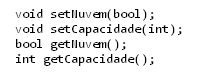 void setNuvem(bool);
void setCapacidade(int);
bool getNuvem();
int getCapacidade();